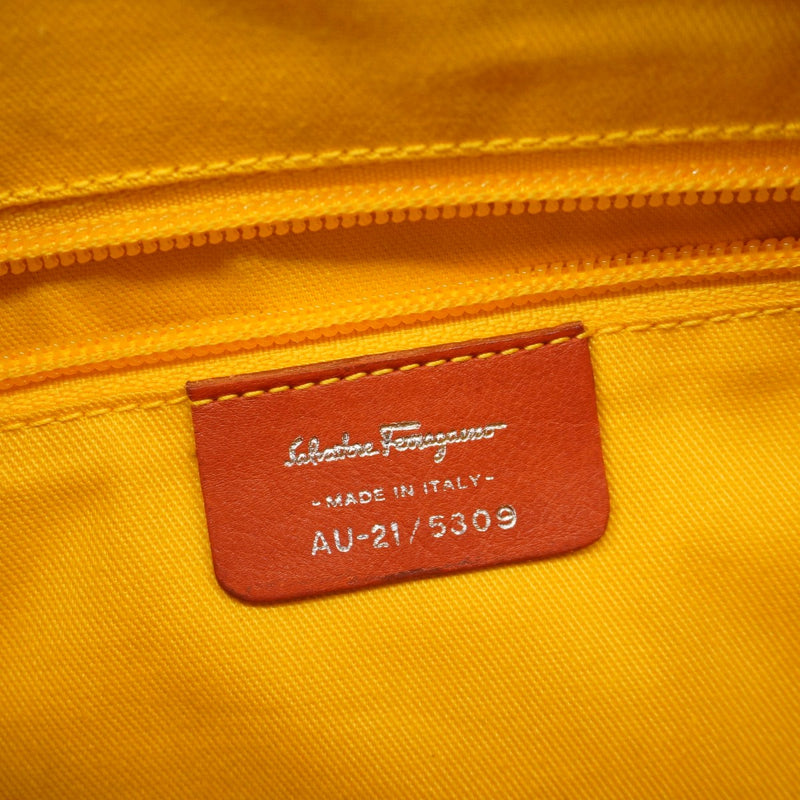 Salvatore Ferragamo
-MADE IN ITALY-
AU-21/5309